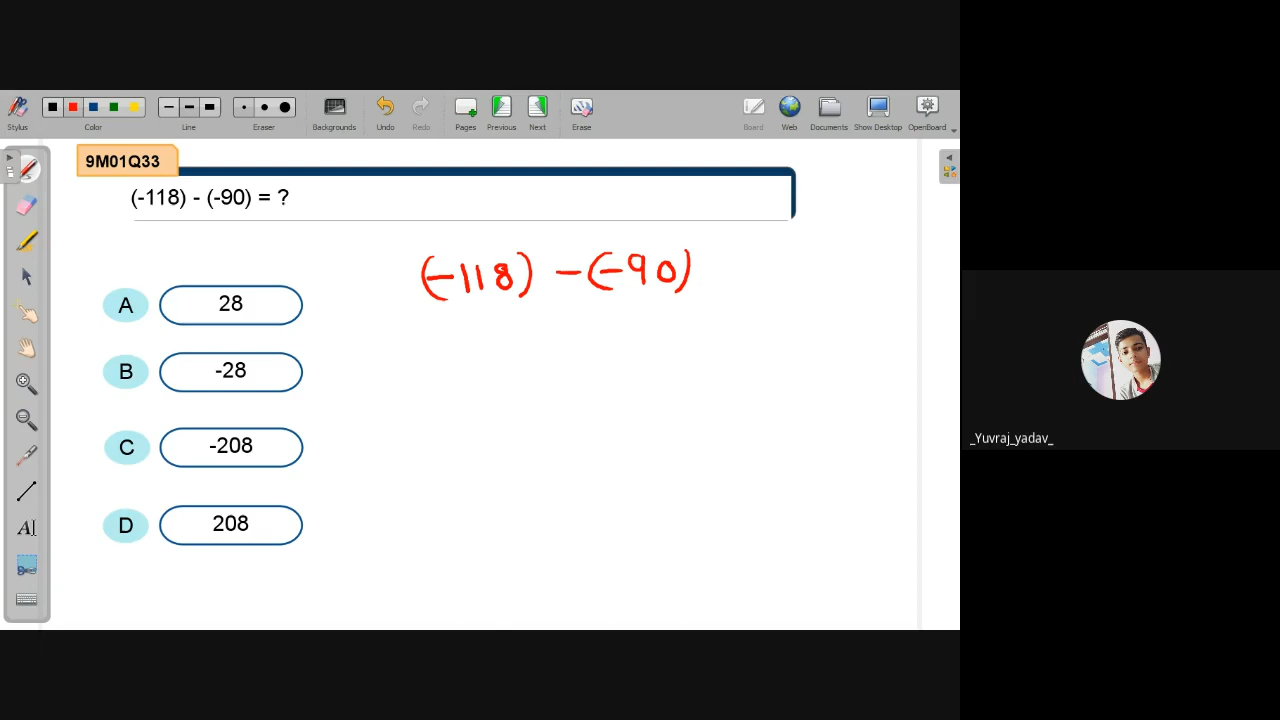 Stylus
Color
Line
Eraser
Backgrounds
Undo
Redo
Pages
Previous
Next
Erase
Board
Web
Documents
Show Desktop
OpenBoard
9M01Q33
(-118) - (-90) = ?
(-118) - (-90)
A 28
B -28
C -208
D 208
_Yuvraj_yadav_